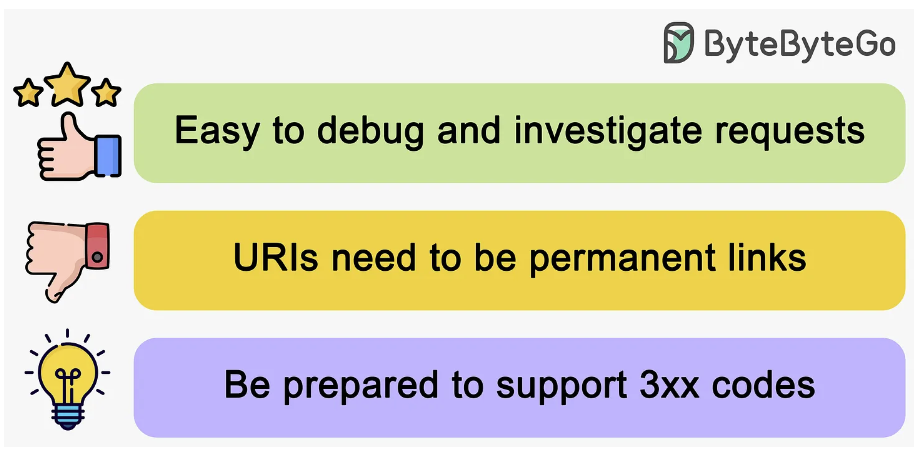 ByteByteGo
Easy to debug and investigate requests
URIs need to be permanent links
Be prepared to support 3xx codes